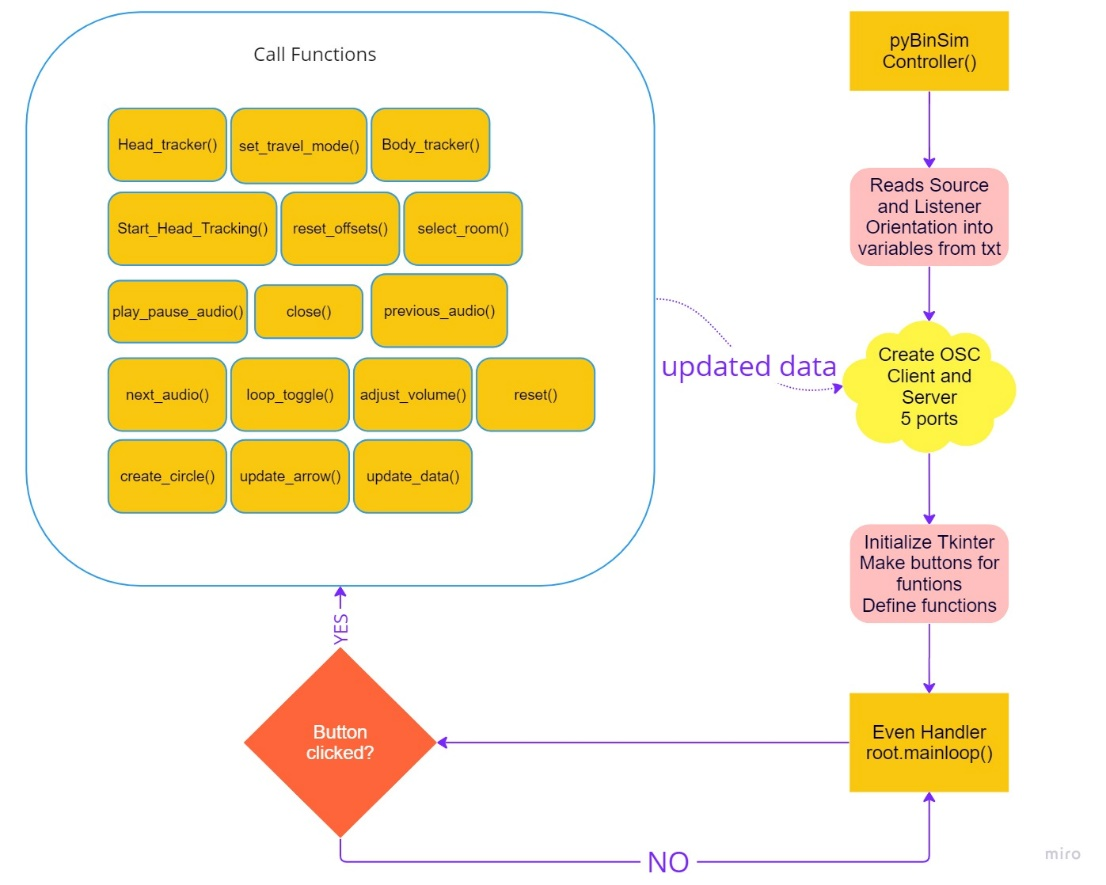 Call Functions
Head_tracker()
set_travel_mode()
Body_tracker()
Start_Head_Tracking()
reset_offsets()
select_room()
play_pause_audio()
close()
previous_audio()
next_audio()
loop_toggle()
adjust_volume()
reset()
create_circle()
update_arrow()
update_data()
pyBinSim
Controller()
Reads Source
and Listener
Orientation into
variables from txt
updated data
Create OSC
Client and
Server
5 ports
Initialize Tkinter
Make buttons for
funtions
Define functions
Even Handler
root.mainloop()
YES
Button
clicked?
NO
miro